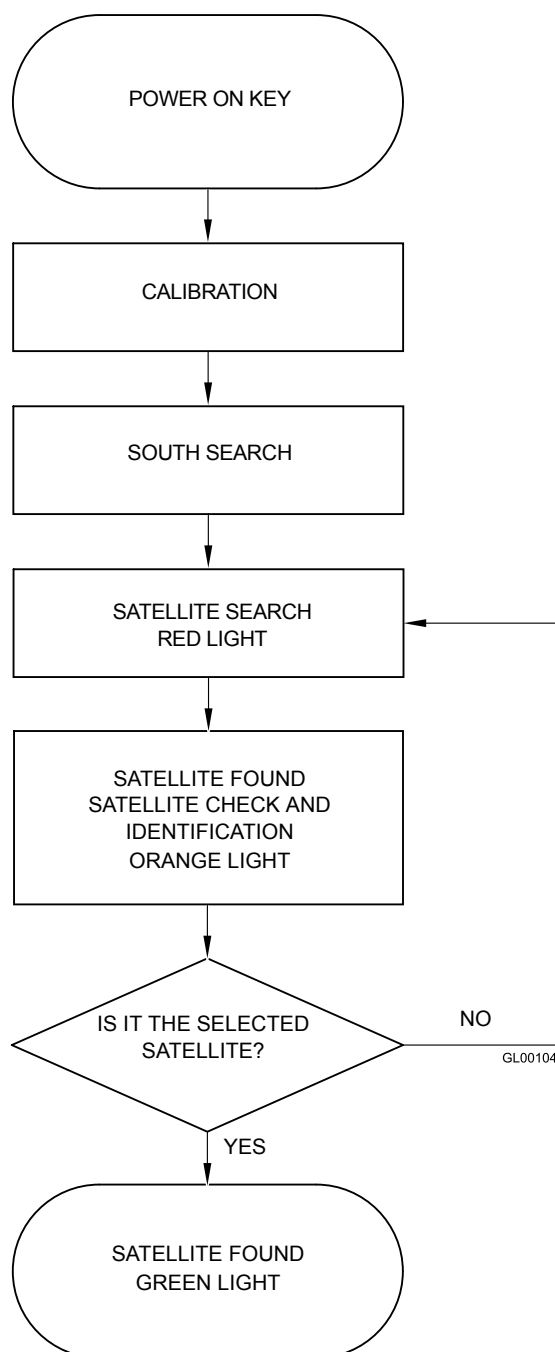 POWER ON KEY
CALIBRATION
SOUTH SEARCH
SATELLITE SEARCH
RED LIGHT
SATELLITE FOUND
SATELLITE CHECK AND
IDENTIFICATION
ORANGE LIGHT
IS IT THE SELECTED
SATELLITE?
NO
GL00104
YES
SATELLITE FOUND
GREEN LIGHT